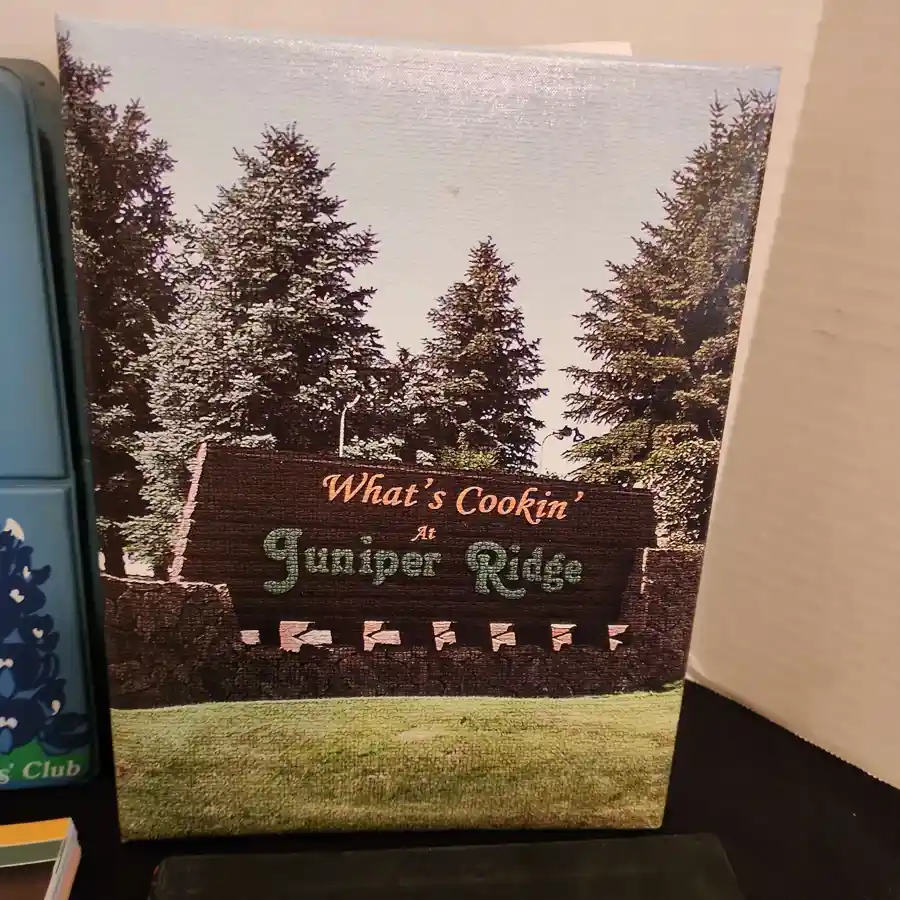 What's Cookin'
At
Juniper Ridge
Club